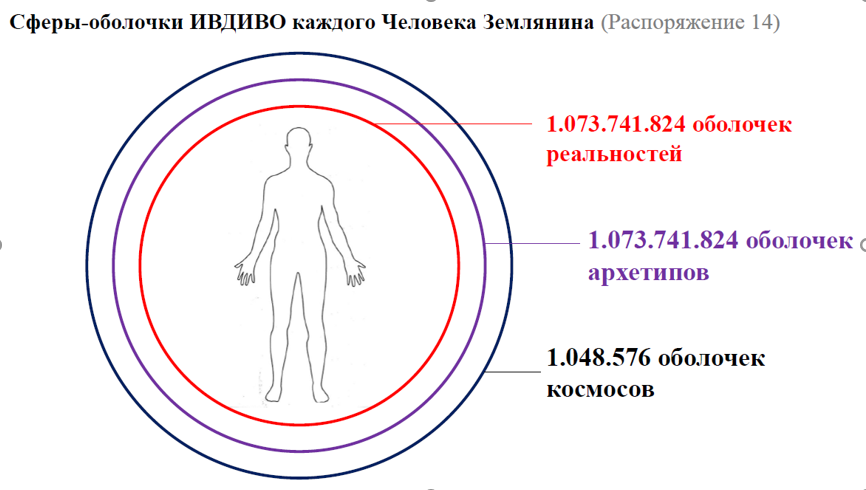 Сферы-оболочки ИВДИВО каждого Человека Землянина (Распоряжение 14)
1.073.741.824 оболочек
реальностей
1.073.741.824 оболочек
архетипов
1.048.576 оболочек
космосов